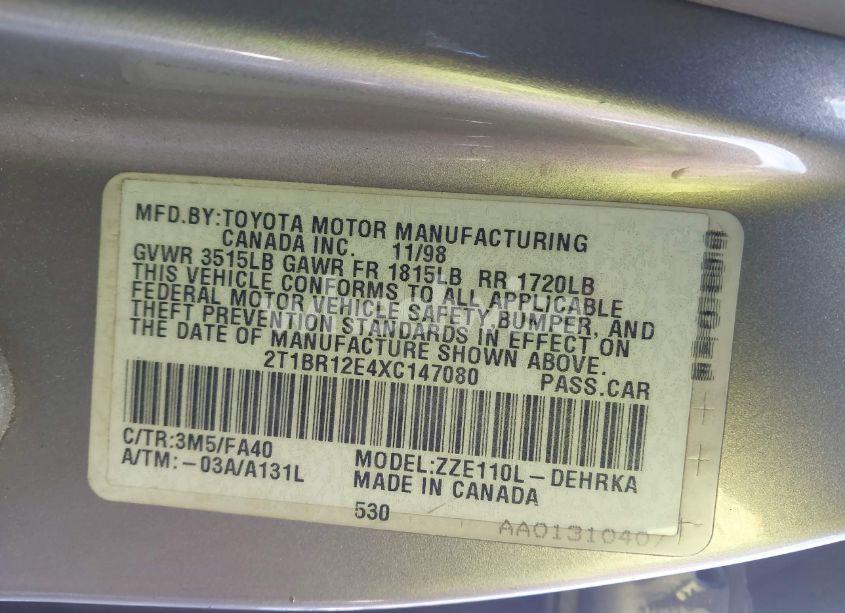 MFD.BY:TOYOTA MOTOR MANUFACTURING
CANADA INC. 11/98
GVWR 3515LB GAWR FR 1815LB RR 1720LB
THIS VEHICLE CONFORMS TO ALL APPLICABLE
FEDERAL MOTOR VEHICLE SAFETY,BUMPER, AND
THEFT PREVENTION STANDARDS IN EFFECT ON
THE DATE OF MANUFACTURE SHOWN ABOVE.
2T1BR12E4XC147080 PASS.CAR
C/TR:3M5/FA40
A/TM:-03A/A131L
MODEL:ZZE110L-DEHRKA
MADE IN CANADA
530
AA01310407